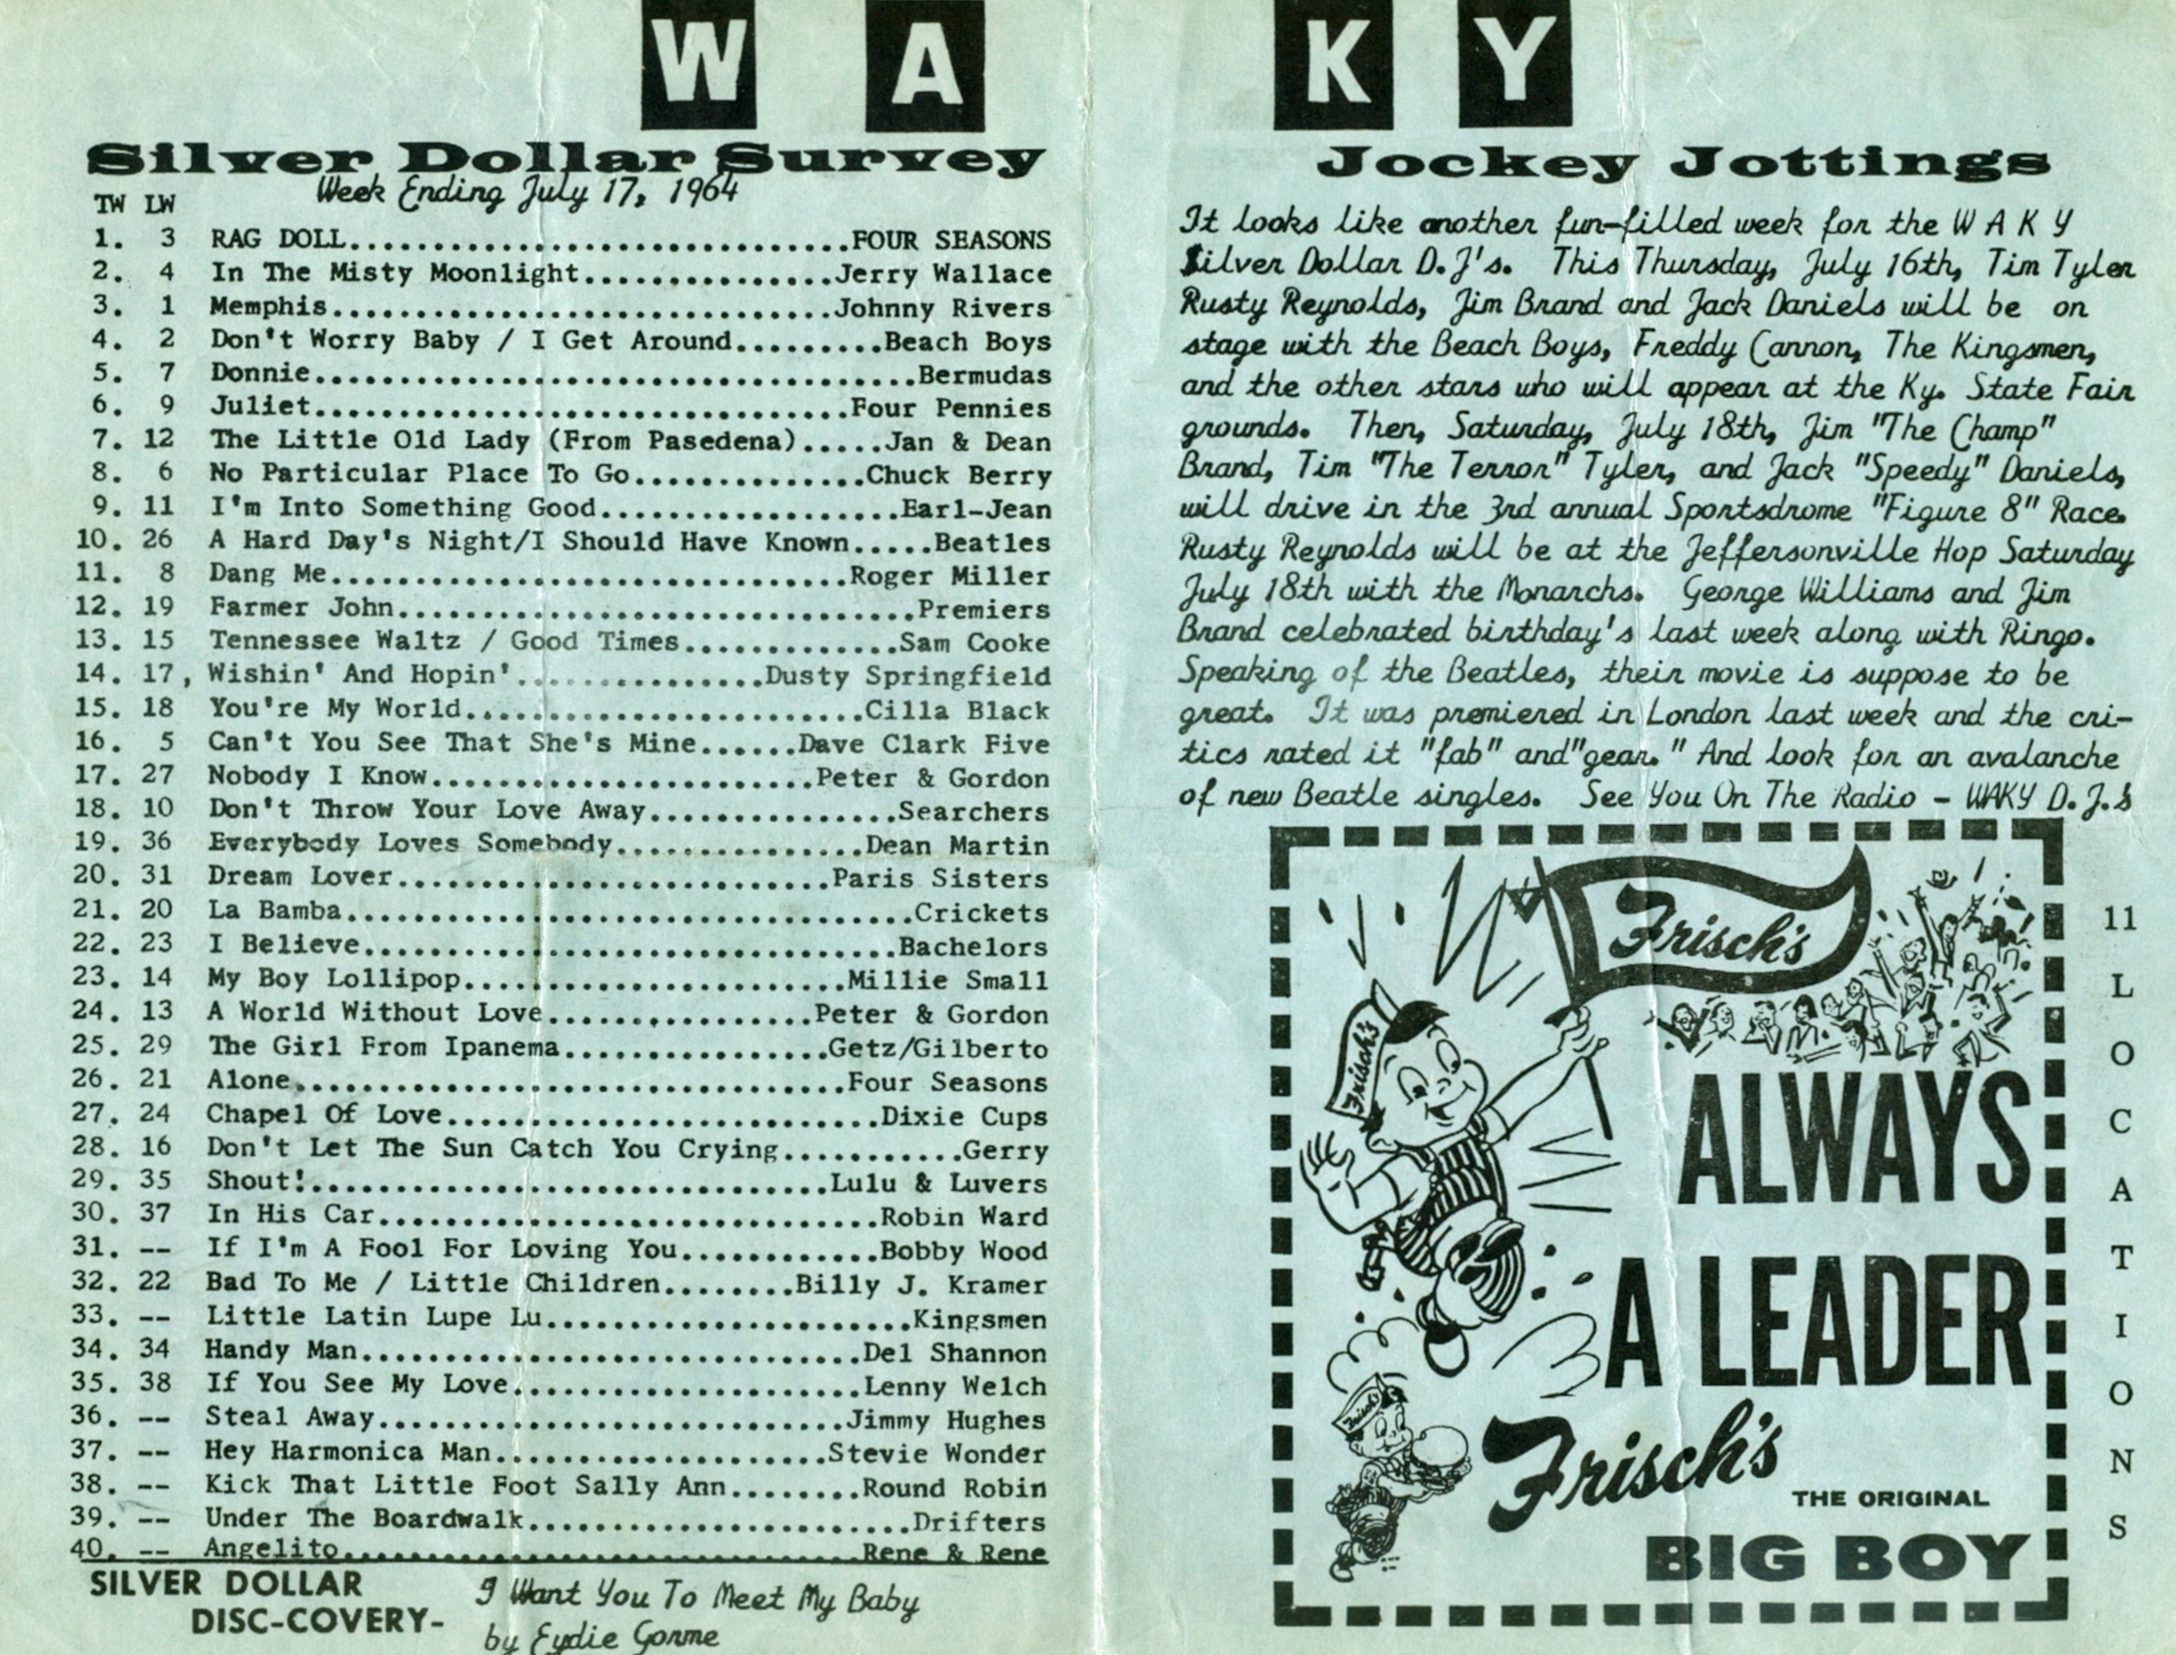 W A K Y
Silver Dollar Survey
Week Ending July 17, 1964
TW LW
1. 3 RAG DOLL..............................FOUR SEASONS
2. 4 In The Misty Moonlight...............Jerry Wallace
3. 1 Memphis..............................Johnny Rivers
4. 2 Don't Worry Baby / I Get Around.........Beach Boys
5. 7 Donnie....................................Bermudas
6. 9 Juliet................................Four Pennies
7. 12 The Little Old Lady (From Pasedena).....Jan & Dean
8. 6 No Particular Place To Go..............Chuck Berry
9. 11 I'm Into Something Good..................Earl-Jean
10. 26 A Hard Day's Night/I Should Have Known.....Beatles
11. 8 Dang Me...............................Roger Miller
12. 19 Farmer John...............................Premiers
13. 15 Tennessee Waltz / Good Times.............Sam Cooke
14. 17, Wishin' And Hopin'...............Dusty Springfield
15. 18 You're My World........................Cilla Black
16. 5 Can't You See That She's Mine......Dave Clark Five
17. 27 Nobody I Know.......................Peter & Gordon
18. 10 Don't Throw Your Love Away...............Searchers
19. 36 Everybody Loves Somebody...............Dean Martin
20. 31 Dream Lover..........................Paris Sisters
21. 20 La Bamba..................................Crickets
22. 23 I Believe................................Bachelors
23. 14 My Boy Lollipop.......................Millie Small
24. 13 A World Without Love................Peter & Gordon
25. 29 The Girl From Ipanema................Getz/Gilberto
26. 21 Alone.................................Four Seasons
27. 24 Chapel Of Love..........................Dixie Cups
28. 16 Don't Let The Sun Catch You Crying...........Gerry
29. 35 Shout!...............................Lulu & Luvers
30. 37 In His Car..............................Robin Ward
31. -- If I'm A Fool For Loving You............Bobby Wood
32. 22 Bad To Me / Little Children........Billy J. Kramer
33. -- Little Latin Lupe Lu......................Kingsmen
34. 34 Handy Man..............................Del Shannon
35. 38 If You See My Love.....................Lenny Welch
36. -- Steal Away............................Jimmy Hughes
37. -- Hey Harmonica Man....................Stevie Wonder
38. -- Kick That Little Foot Sally Ann........Round Robin
39. -- Under The Boardwalk.......................Drifters
40. -- Angelito...............................Rene & Rene
SILVER DOLLAR
DISC-COVERY-
I Want You To Meet My Baby
by Eydie Gorme
Jockey Jottings
It looks like another fun-filled week for the W A K Y
Silver Dollar D.J's. This Thursday, July 16th, Tim Tyler
Rusty Reynolds, Jim Brand and Jack Daniels will be on
stage with the Beach Boys, Freddy Cannon, The Kingsmen,
and the other stars who will appear at the Ky. State Fair
grounds. Then, Saturday, July 18th, Jim "The Champ"
Brand, Tim "The Terror" Tyler, and Jack "Speedy" Daniels,
will drive in the 3rd annual Sportsdrome "Figure 8" Race.
Rusty Reynolds will be at the Jeffersonville Hop Saturday
July 18th with the Monarchs. George Williams and Jim
Brand celebrated birthday's last week along with Ringo.
Speaking of the Beatles, their movie is suppose to be
great. It was premiered in London last week and the cri-
tics rated it "fab" and "gear." And look for an avalanche
of new Beatle singles. See You On The Radio - WAKY D.J.s
Frisch's
Frisch's
ALWAYS
A LEADER
Frisch's
Frisch's
THE ORIGINAL
BIG BOY
11 LOCATIONS